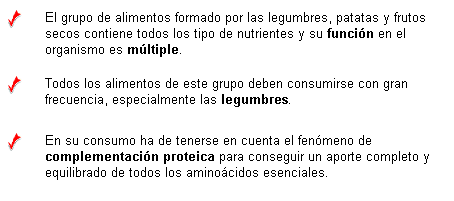 El grupo de alimentos formado por las legumbres, patatas y frutos
secos contiene todos los tipo de nutrientes y su función en el
organismo es múltiple.
Todos los alimentos de este grupo deben consumirse con gran
frecuencia, especialmente las legumbres.
En su consumo ha de tenerse en cuenta el fenómeno de
complementación proteica para conseguir un aporte completo y
equilibrado de todos los aminoácidos esenciales.